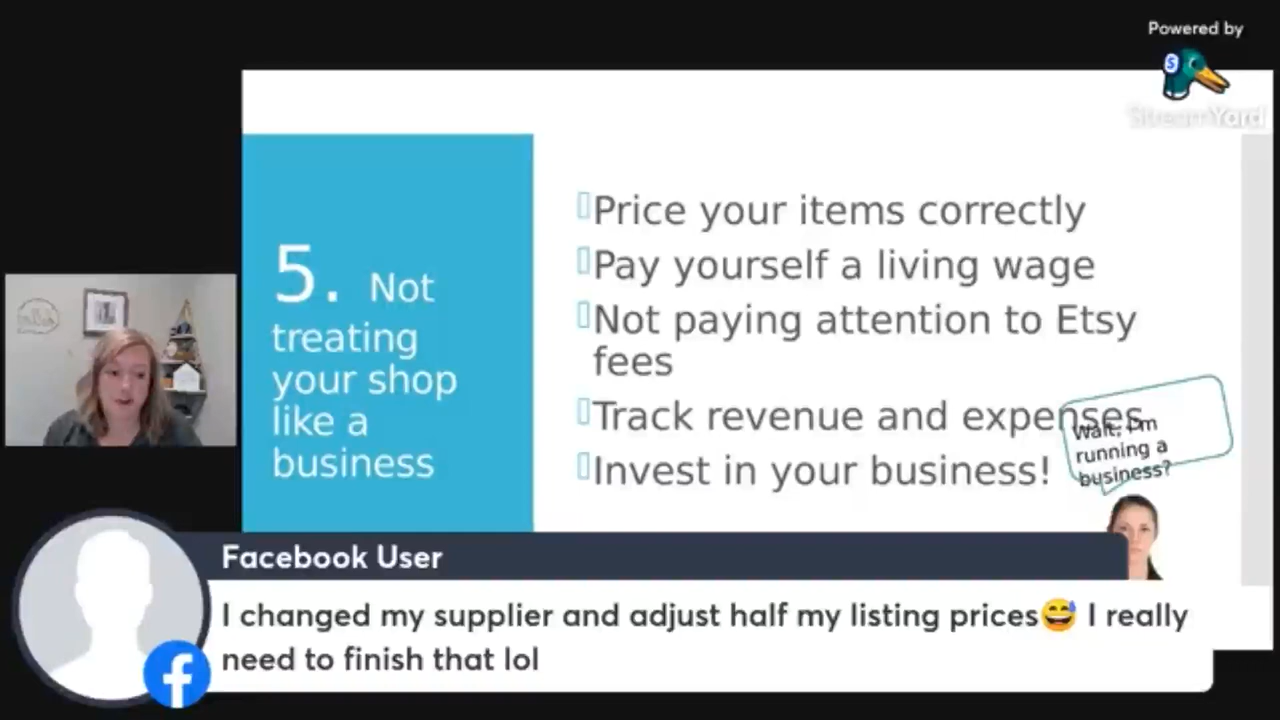 Powered by
StreamYard
5. Not
treating
your shop
like a
business
Price your items correctly
Pay yourself a living wage
Not paying attention to Etsy
fees
Track revenue and expenses
Invest in your business!
Wait, I'm
running a
business?
Facebook User
I changed my supplier and adjust half my listing prices😅 I really
need to finish that lol